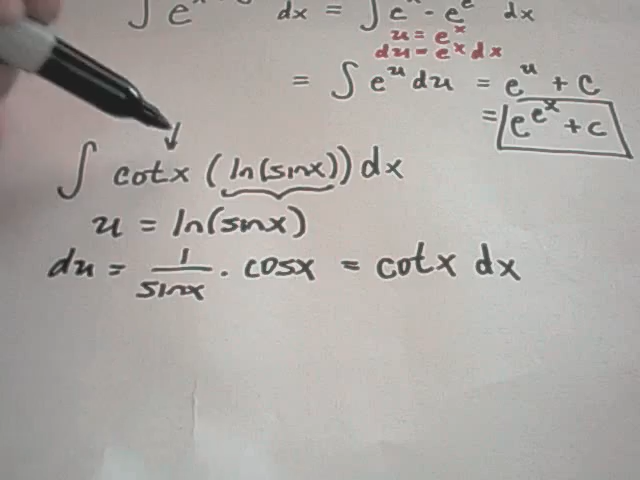 ∫ e dx = ∫ e^x · e^e dx
u = e^x
du = e^x dx
= ∫ e^u du = e^u + C
= e^e^x + C
∫ cotx (ln(sinx)) dx
u = ln(sinx)
du = 1/sinx · cosx = cotx dx